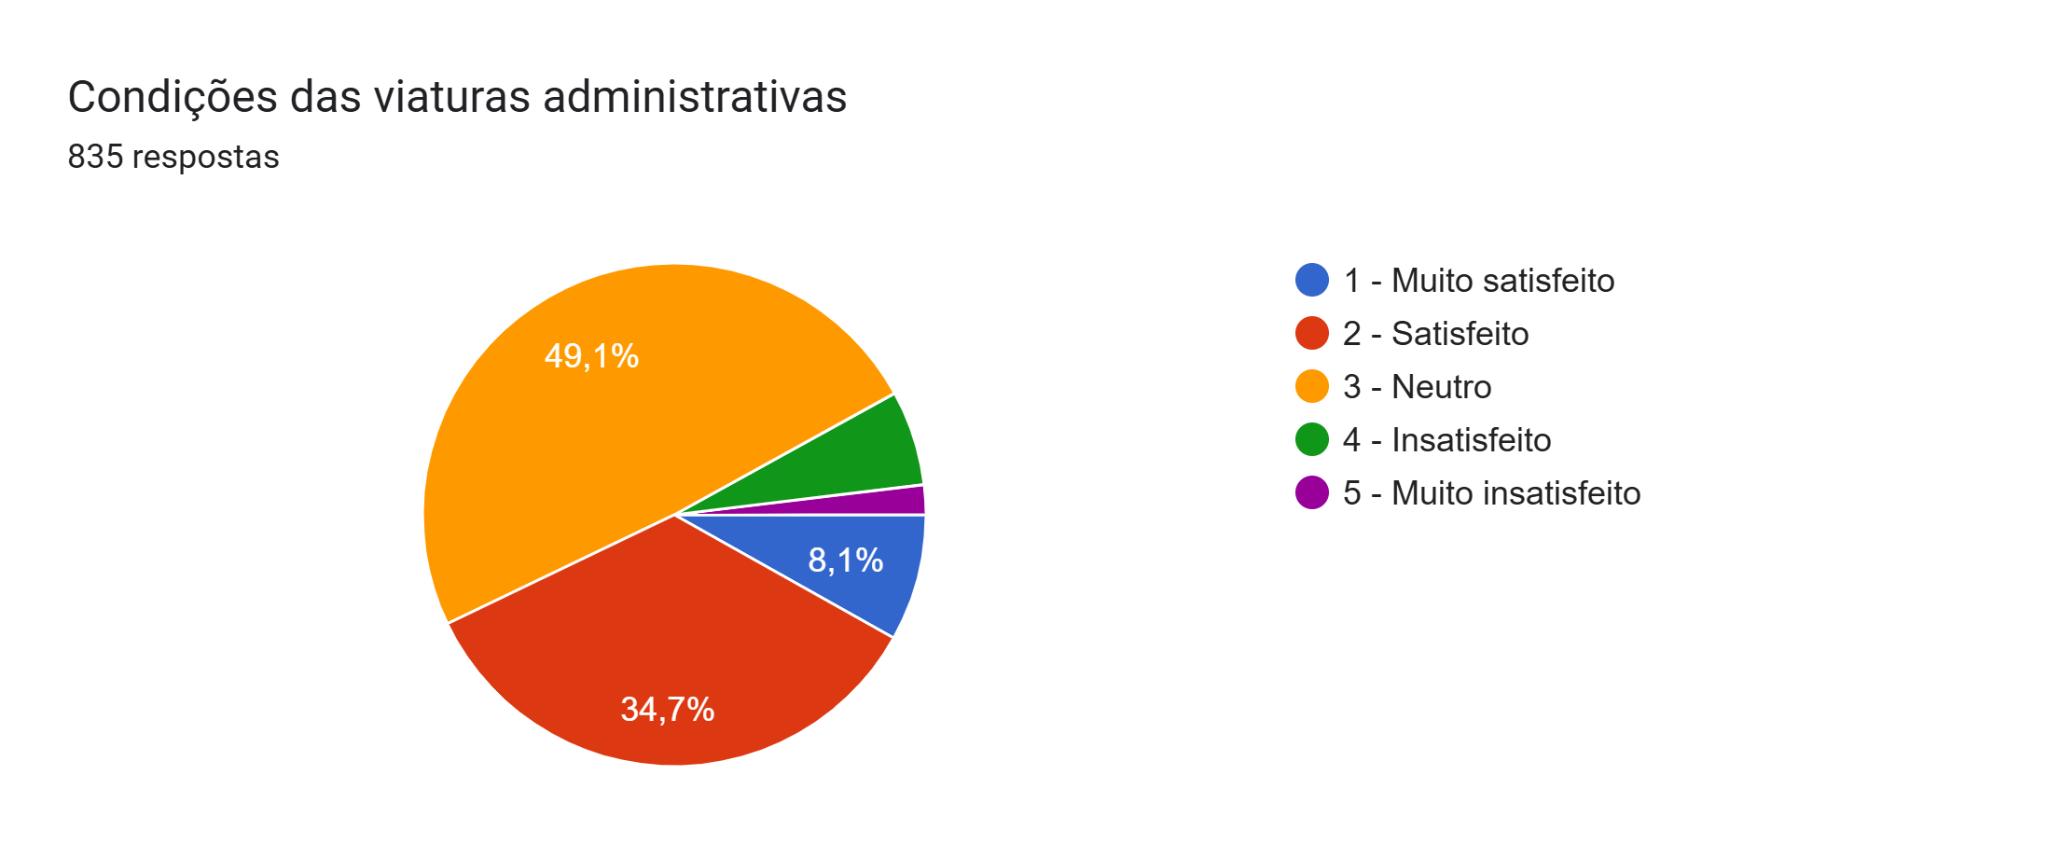 Condições das viaturas administrativas
835 respostas
49,1%
8,1%
34,7%
1 - Muito satisfeito
2 - Satisfeito
3 - Neutro
4 - Insatisfeito
5 - Muito insatisfeito